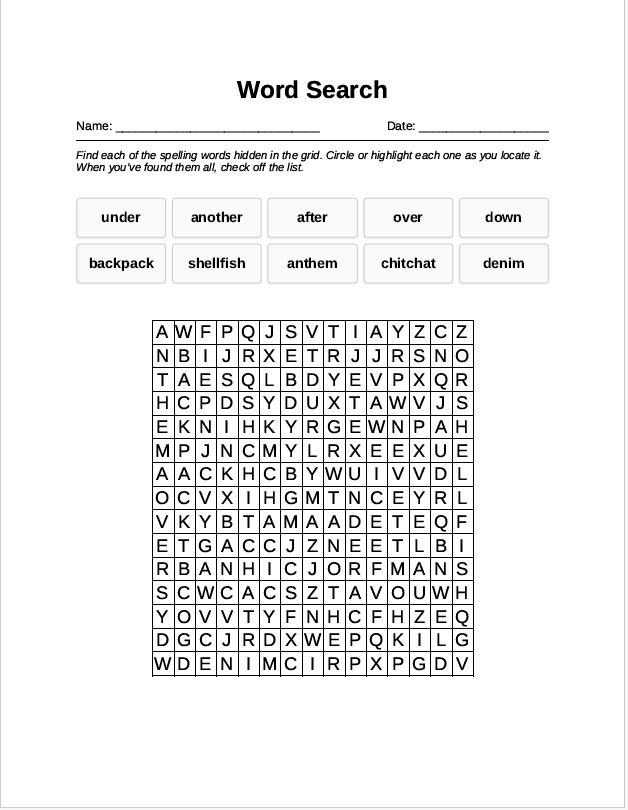 Word Search
Name: ________________________________ Date: ____________________
Find each of the spelling words hidden in the grid. Circle or highlight each one as you locate it.
When you've found them all, check off the list.
under another after over down
backpack shellfish anthem chitchat denim
A W F P Q J S V T I A Y Z C Z
N B I J R X E T R J J R S N O
T A E S Q L B D Y E V P X Q R
H C P D S Y D U X T A W V J S
E K N I H K Y R G E W N P A H
M P J N C M Y L R X E E X U E
A A C K H C B Y W U I V V D L
O C V X I H G M T N C E Y R L
V K Y B T A M A A D E T E Q F
E T G A C C J Z N E E T L B I
R B A N H I C J O R F M A N S
S C W C A C S Z T A V O U W H
Y O V V T Y F N H C F H Z E Q
D G C J R D X W E P Q K I L G
W D E N I M C I R P X P G D V